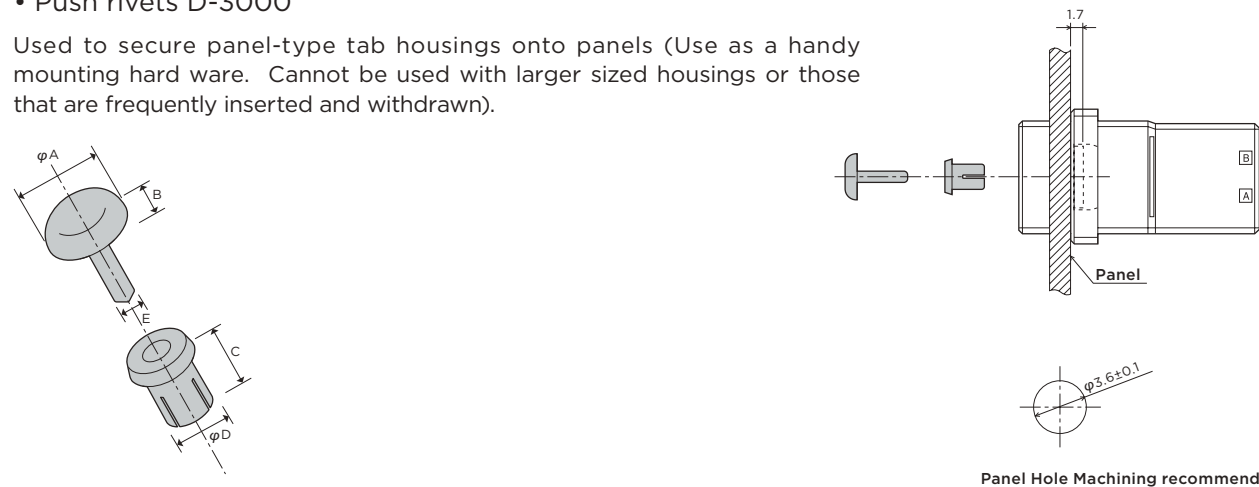 • Push rivets D-3000
Used to secure panel-type tab housings onto panels (Use as a handy
mounting hard ware. Cannot be used with larger sized housings or those
that are frequently inserted and withdrawn).
φA
B
E
C
φD
1.7
B
A
Panel
φ3.6±0.1
Panel Hole Machining recommend